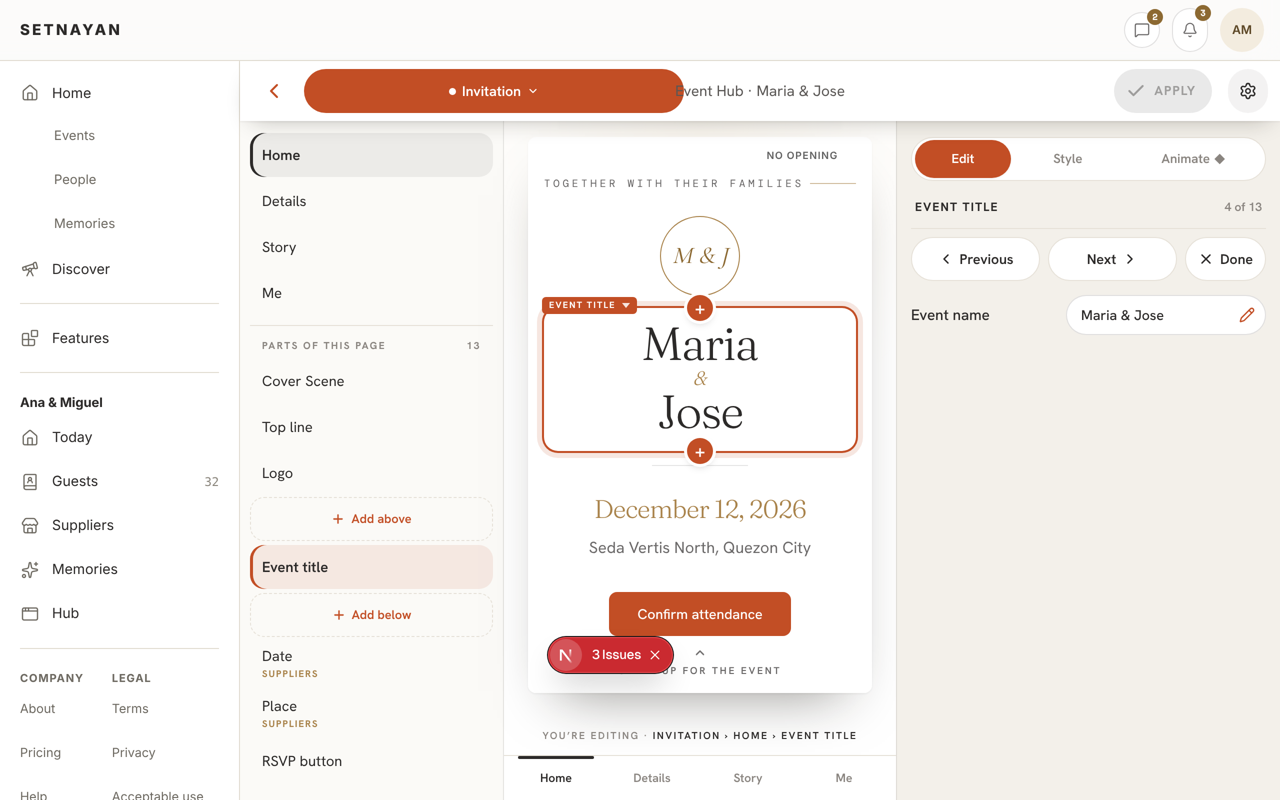 SETNAYAN
2
3
AM
Home
Events
People
Memories
Discover
Features
Ana & Miguel
Today
Guests 32
Suppliers
Memories
Hub
COMPANY LEGAL
About Terms
Pricing Privacy
Help Acceptable use
Invitation
Event Hub · Maria & Jose
APPLY
Home
Details
Story
Me
PARTS OF THIS PAGE 13
Cover Scene
Top line
Logo
+ Add above
Event title
+ Add below
Date
SUPPLIERS
Place
SUPPLIERS
RSVP button
NO OPENING
TOGETHER WITH THEIR FAMILIES
M & J
EVENT TITLE
+
Maria
&
Jose
+
December 12, 2026
Seda Vertis North, Quezon City
Confirm attendance
N 3 Issues
UP FOR THE EVENT
YOU'RE EDITING · INVITATION › HOME › EVENT TITLE
Home Details Story Me
Edit Style Animate
EVENT TITLE 4 of 13
Previous Next Done
Event name Maria & Jose